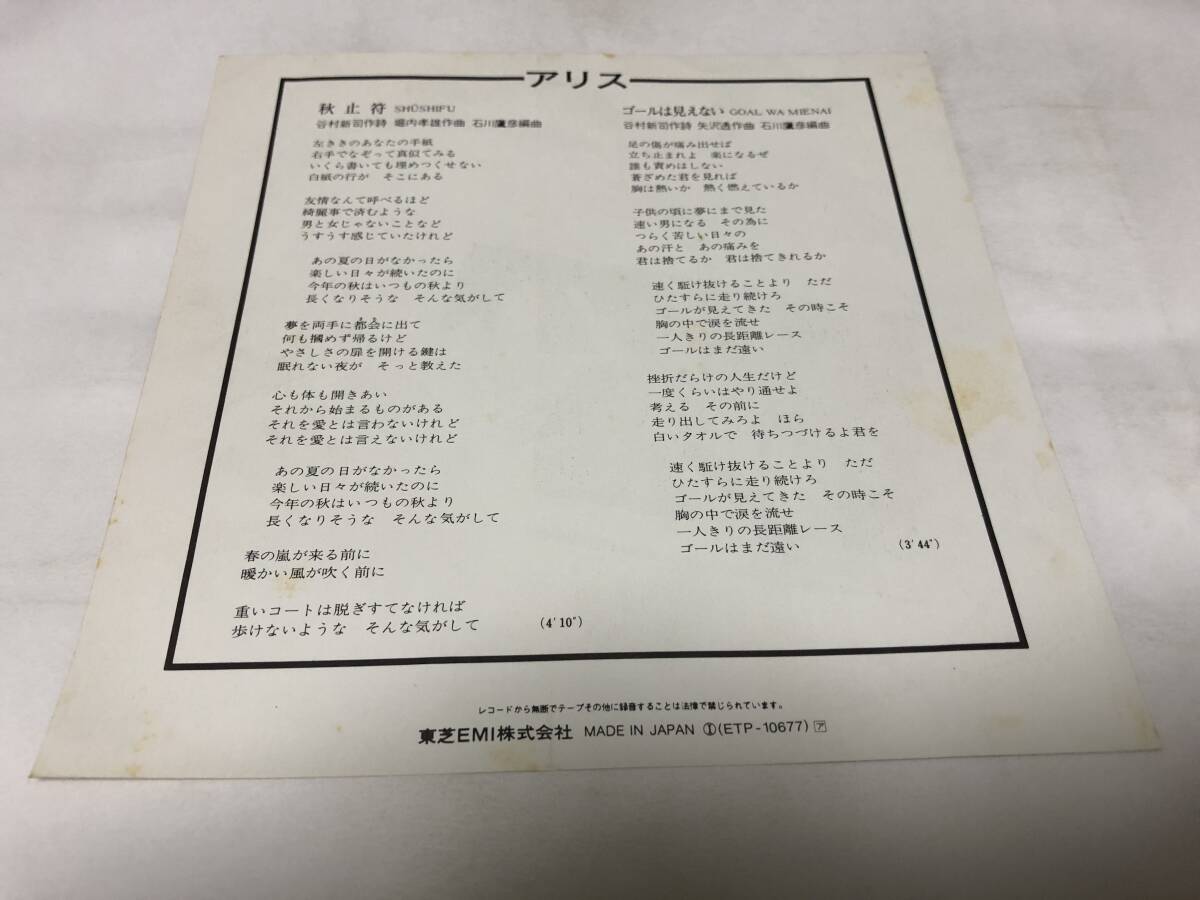 アリス
秋止符 SHŪSHIFU
谷村新司作詩 堀内孝雄作曲 石川鷹彦編曲
左ききのあなたの手紙
右手でなぞって真似てみる
いくら書いても埋めつくせない
白紙の行が そこにある
友情なんて呼べるほど
綺麗事で済むような
男と女じゃないことなど
うすうす感じていたけれど
あの夏の日がなかったら
楽しい日々が続いたのに
今年の秋はいつもの秋より
長くなりそうな そんな気がして
夢を両手に都会に出て
何も摑めず帰るけど
やさしさの扉を開ける鍵は
眠れない夜が そっと教えた
心も体も開きあい
それから始まるものがある
それを愛とは言わないけれど
それを愛とは言えないけれど
あの夏の日がなかったら
楽しい日々が続いたのに
今年の秋はいつもの秋より
長くなりそうな そんな気がして
春の嵐が来る前に
暖かい風が吹く前に
重いコートは脱ぎすてなければ
歩けないような そんな気がして (4'10")
ゴールは見えない GOAL WA MIENAI
谷村新司作詩 矢沢透作曲 石川鷹彦編曲
足の傷が痛み出せば
立ち止まれよ 楽になるぜ
誰も責めはしない
蒼ざめた君を見れば
胸は熱いか 熱く燃えているか
子供の頃に夢にまで見た
速い男になる その為に
つらく苦しい日々の
あの汗と あの痛みを
君は捨てるか 君は捨てきれるか
速く駈け抜けることより ただ
ひたすらに走り続けろ
ゴールが見えてきた その時こそ
胸の中で涙を流せ
一人きりの長距離レース
ゴールはまだ遠い
挫折だらけの人生だけど
一度くらいはやり通せよ
考える その前に
走り出してみろよ ほら
白いタオルで 待ちつづけるよ君を
速く駈け抜けることより ただ
ひたすらに走り続けろ
ゴールが見えてきた その時こそ
胸の中で涙を流せ
一人きりの長距離レース
ゴールはまだ遠い (3'44")
レコードから無断でテープその他に録音することは法律で禁じられています。
東芝EMI株式会社 MADE IN JAPAN ①(ETP-10677) ア